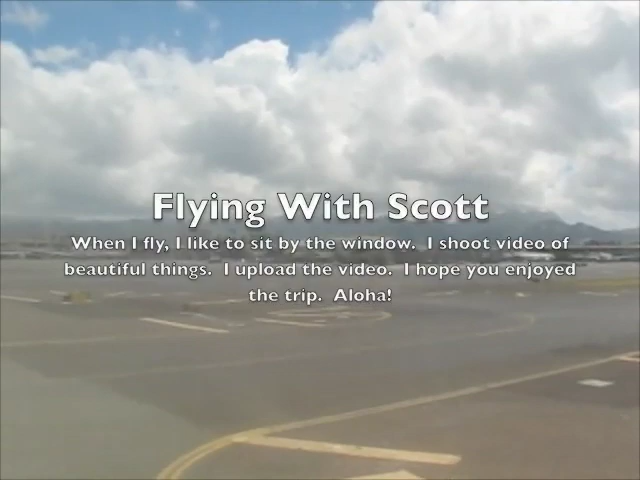 Flying With Scott
When I fly, I like to sit by the window.  I shoot video of
beautiful things.  I upload the video.  I hope you enjoyed
the trip.  Aloha!